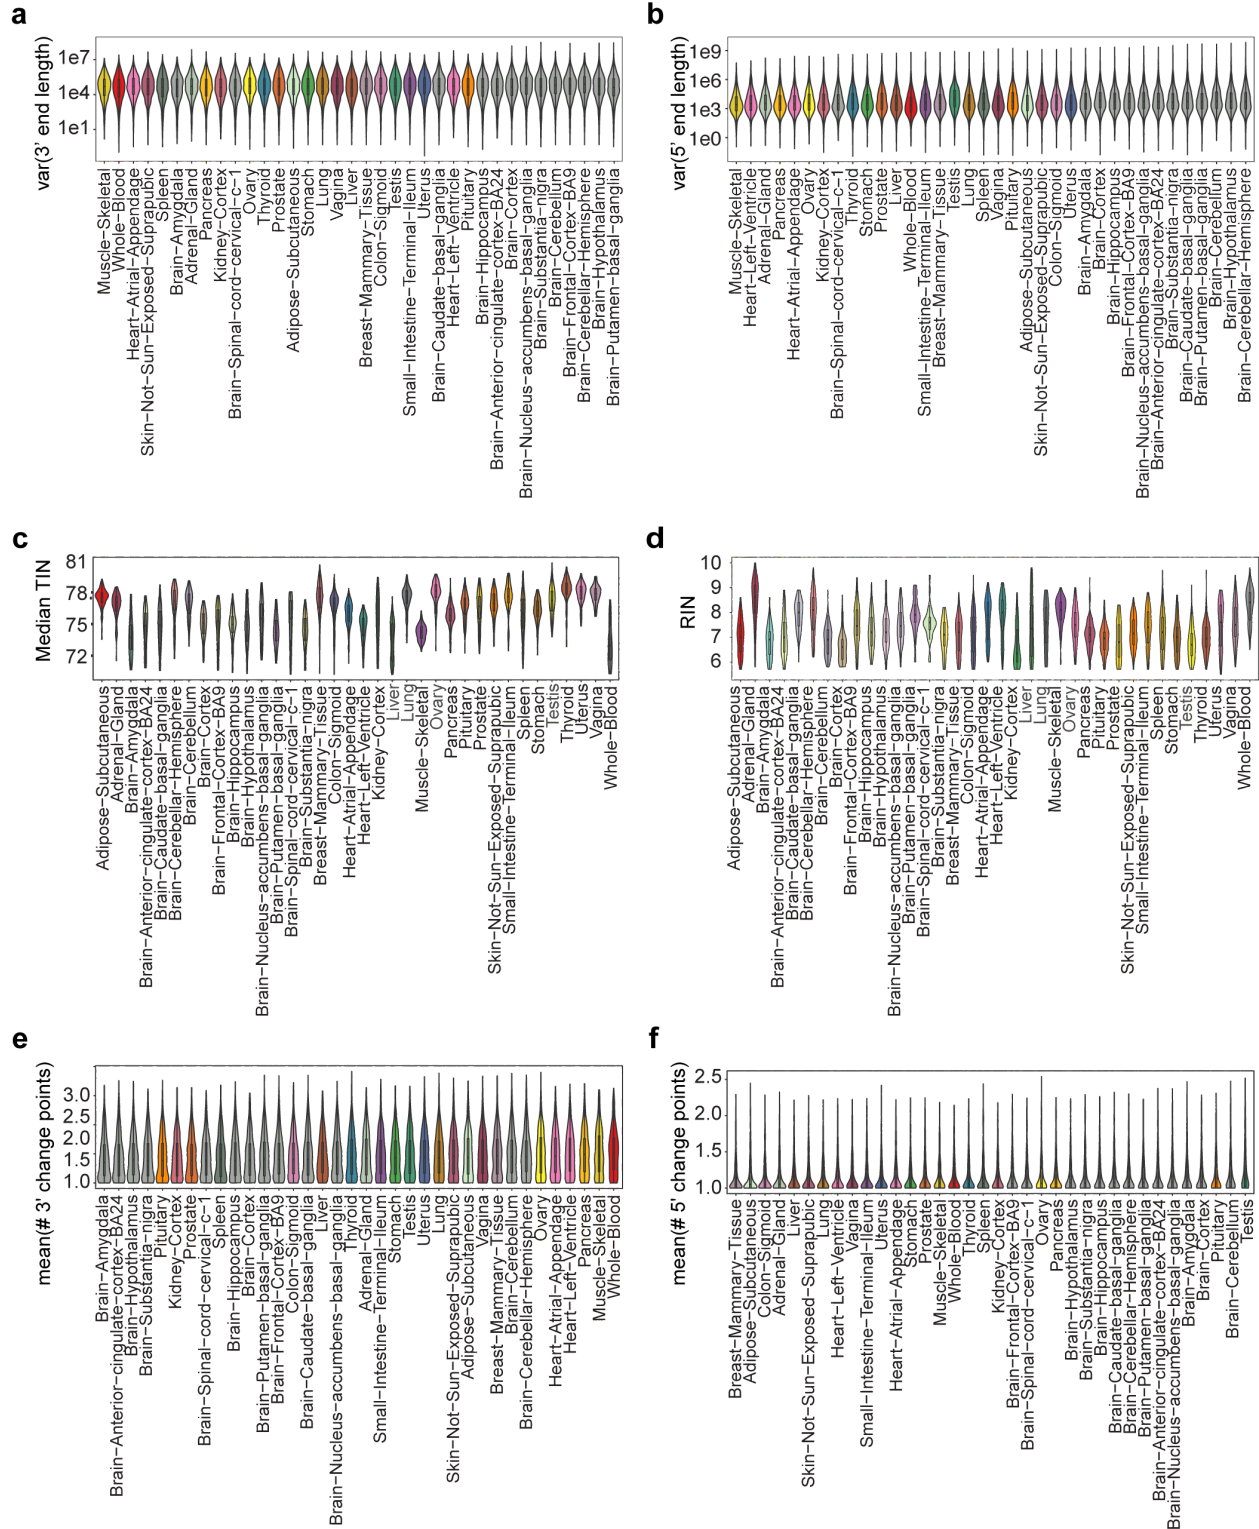 a
var(3' end length)
1e7
1e4
1e1
Muscle−Skeletal
Whole−Blood
Heart−Atrial−Appendage
Skin−Not−Sun−Exposed−Suprapubic
Spleen
Brain−Amygdala
Adrenal−Gland
Pancreas
Kidney−Cortex
Brain−Spinal−cord−cervical−c−1
Ovary
Thyroid
Prostate
Adipose−Subcutaneous
Stomach
Lung
Vagina
Liver
Breast−Mammary−Tissue
Colon−Sigmoid
Testis
Small−Intestine−Terminal−Ileum
Uterus
Brain−Caudate−basal−ganglia
Heart−Left−Ventricle
Pituitary
Brain−Hippocampus
Brain−Anterior−cingulate−cortex−BA24
Brain−Cortex
Brain−Nucleus−accumbens−basal−ganglia
Brain−Substantia−nigra
Brain−Cerebellum
Brain−Frontal−Cortex−BA9
Brain−Cerebellar−Hemisphere
Brain−Hypothalamus
Brain−Putamen−basal−ganglia
b
var(5' end length)
1e9
1e6
1e3
1e0
Muscle−Skeletal
Heart−Left−Ventricle
Adrenal−Gland
Pancreas
Heart−Atrial−Appendage
Ovary
Kidney−Cortex
Brain−Spinal−cord−cervical−c−1
Thyroid
Stomach
Prostate
Liver
Whole−Blood
Small−Intestine−Terminal−Ileum
Breast−Mammary−Tissue
Testis
Lung
Spleen
Vagina
Pituitary
Adipose−Subcutaneous
Skin−Not−Sun−Exposed−Suprapubic
Colon−Sigmoid
Uterus
Brain−Amygdala
Brain−Cortex
Brain−Hippocampus
Brain−Frontal−Cortex−BA9
Brain−Nucleus−accumbens−basal−ganglia
Brain−Anterior−cingulate−cortex−BA24
Brain−Substantia−nigra
Brain−Caudate−basal−ganglia
Brain−Putamen−basal−ganglia
Brain−Cerebellum
Brain−Hypothalamus
Brain−Cerebellar−Hemisphere
c
Median TIN
81
78
75
72
Adipose−Subcutaneous
Adrenal−Gland
Brain−Amygdala
Brain−Anterior−cingulate−cortex−BA24
Brain−Caudate−basal−ganglia
Brain−Cerebellar−Hemisphere
Brain−Cerebellum
Brain−Cortex
Brain−Frontal−Cortex−BA9
Brain−Hippocampus
Brain−Hypothalamus
Brain−Nucleus−accumbens−basal−ganglia
Brain−Putamen−basal−ganglia
Brain−Spinal−cord−cervical−c−1
Brain−Substantia−nigra
Breast−Mammary−Tissue
Colon−Sigmoid
Heart−Atrial−Appendage
Heart−Left−Ventricle
Kidney−Cortex
Liver
Lung
Muscle−Skeletal
Ovary
Pancreas
Pituitary
Prostate
Skin−Not−Sun−Exposed−Suprapubic
Small−Intestine−Terminal−Ileum
Spleen
Stomach
Testis
Thyroid
Uterus
Vagina
Whole−Blood
d
RIN
10
9
8
7
6
Adipose−Subcutaneous
Adrenal−Gland
Brain−Amygdala
Brain−Anterior−cingulate−cortex−BA24
Brain−Caudate−basal−ganglia
Brain−Cerebellar−Hemisphere
Brain−Cerebellum
Brain−Cortex
Brain−Frontal−Cortex−BA9
Brain−Hippocampus
Brain−Hypothalamus
Brain−Nucleus−accumbens−basal−ganglia
Brain−Putamen−basal−ganglia
Brain−Spinal−cord−cervical−c−1
Brain−Substantia−nigra
Breast−Mammary−Tissue
Colon−Sigmoid
Heart−Atrial−Appendage
Heart−Left−Ventricle
Kidney−Cortex
Liver
Lung
Muscle−Skeletal
Ovary
Pancreas
Pituitary
Prostate
Skin−Not−Sun−Exposed−Suprapubic
Small−Intestine−Terminal−Ileum
Spleen
Stomach
Testis
Thyroid
Uterus
Vagina
Whole−Blood
e
mean(# 3' change points)
3.0
2.5
2.0
1.5
1.0
Brain−Amygdala
Brain−Anterior−cingulate−cortex−BA24
Brain−Hypothalamus
Brain−Substantia−nigra
Pituitary
Kidney−Cortex
Prostate
Brain−Spinal−cord−cervical−c−1
Spleen
Brain−Hippocampus
Brain−Cortex
Brain−Putamen−basal−ganglia
Brain−Frontal−Cortex−BA9
Colon−Sigmoid
Brain−Caudate−basal−ganglia
Liver
Brain−Nucleus−accumbens−basal−ganglia
Thyroid
Adrenal−Gland
Small−Intestine−Terminal−Ileum
Stomach
Testis
Uterus
Lung
Skin−Not−Sun−Exposed−Suprapubic
Adipose−Subcutaneous
Vagina
Breast−Mammary−Tissue
Brain−Cerebellum
Brain−Cerebellar−Hemisphere
Ovary
Heart−Atrial−Appendage
Heart−Left−Ventricle
Pancreas
Muscle−Skeletal
Whole−Blood
f
mean(# 5' change points)
2.5
2.0
1.5
1.0
Breast−Mammary−Tissue
Adipose−Subcutaneous
Colon−Sigmoid
Adrenal−Gland
Liver
Skin−Not−Sun−Exposed−Suprapubic
Lung
Heart−Left−Ventricle
Vagina
Small−Intestine−Terminal−Ileum
Uterus
Heart−Atrial−Appendage
Stomach
Prostate
Muscle−Skeletal
Whole−Blood
Thyroid
Spleen
Kidney−Cortex
Brain−Frontal−Cortex−BA9
Brain−Spinal−cord−cervical−c−1
Ovary
Pancreas
Brain−Hypothalamus
Brain−Substantia−nigra
Brain−Hippocampus
Brain−Caudate−basal−ganglia
Brain−Cerebellar−Hemisphere
Brain−Putamen−basal−ganglia
Brain−Anterior−cingulate−cortex−BA24
Brain−Nucleus−accumbens−basal−ganglia
Brain−Amygdala
Brain−Cortex
Pituitary
Brain−Cerebellum
Testis